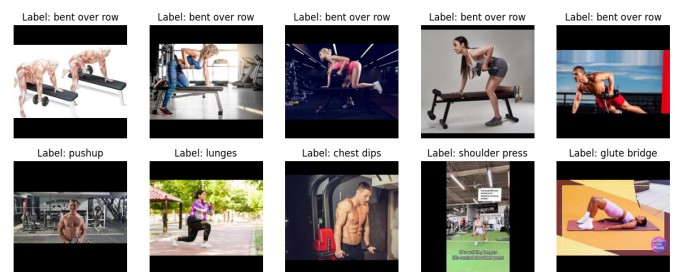 Label: bent over row
Label: bent over row
Label: bent over row
Label: bent over row
Label: bent over row
Label: pushup
Label: lunges
Label: chest dips
Label: shoulder press
Label: glute bridge